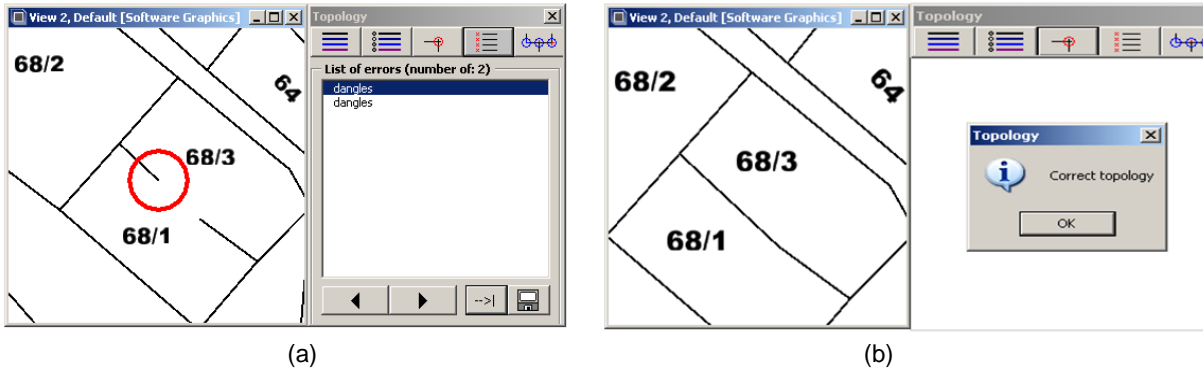 View 2, Default [Software Graphics]
68/2
64
68/3
68/1
Topology
List of errors (number of: 2)
dangles
dangles
-->|
(a)
View 2, Default [Software Graphics]
68/2
64
68/3
68/1
Topology
Topology
Correct topology
OK
(b)